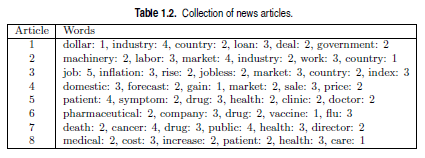 Table 1.2. Collection of news articles.
Article Words
1 dollar: 1, industry: 4, country: 2, loan: 3, deal: 2, government: 2
2 machinery: 2, labor: 3, market: 4, industry: 2, work: 3, country: 1
3 job: 5, inflation: 3, rise: 2, jobless: 2, market: 3, country: 2, index: 3
4 domestic: 3, forecast: 2, gain: 1, market: 2, sale: 3, price: 2
5 patient: 4, symptom: 2, drug: 3, health: 2, clinic: 2, doctor: 2
6 pharmaceutical: 2, company: 3, drug: 2, vaccine: 1, flu: 3
7 death: 2, cancer: 4, drug: 3, public: 4, health: 3, director: 2
8 medical: 2, cost: 3, increase: 2, patient: 2, health: 3, care: 1